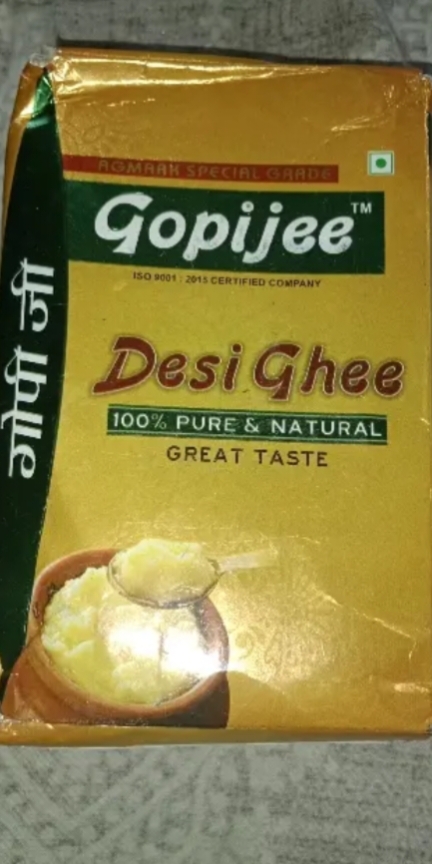 AGMARK SPECIAL GRADE
Gopijee™
ISO 9001 : 2015 CERTIFIED COMPANY
गोपी जी
Desi Ghee
100% PURE & NATURAL
GREAT TASTE